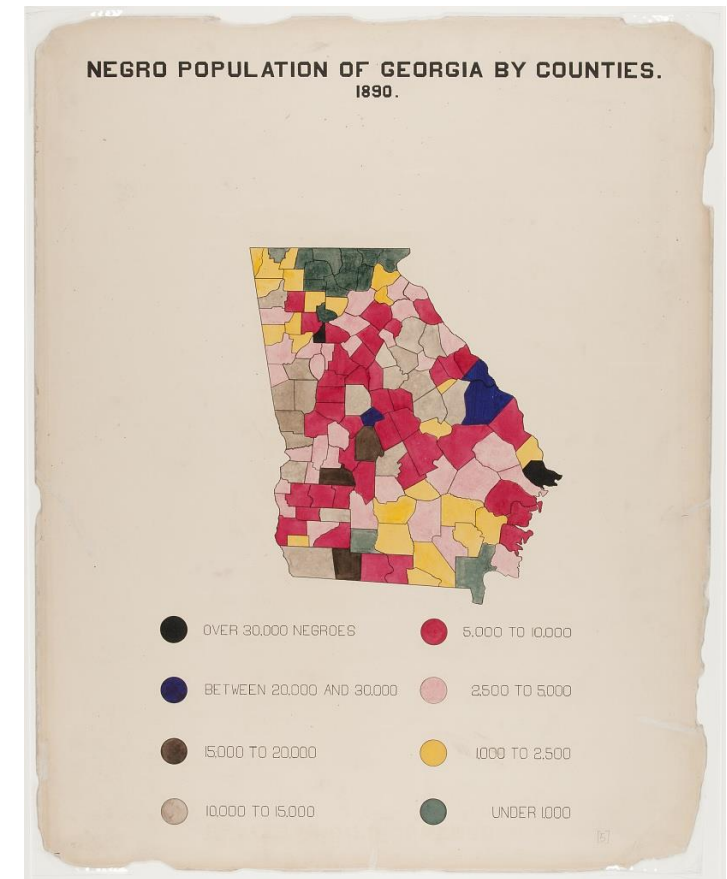 NEGRO POPULATION OF GEORGIA BY COUNTIES.
1890.
OVER 30.000 NEGROES
BETWEEN 20.000 AND 30.000
15.000 TO 20.000
10.000 TO 15.000
5.000 TO 10.000
2.500 TO 5.000
1.000 TO 2.500
UNDER 1.000